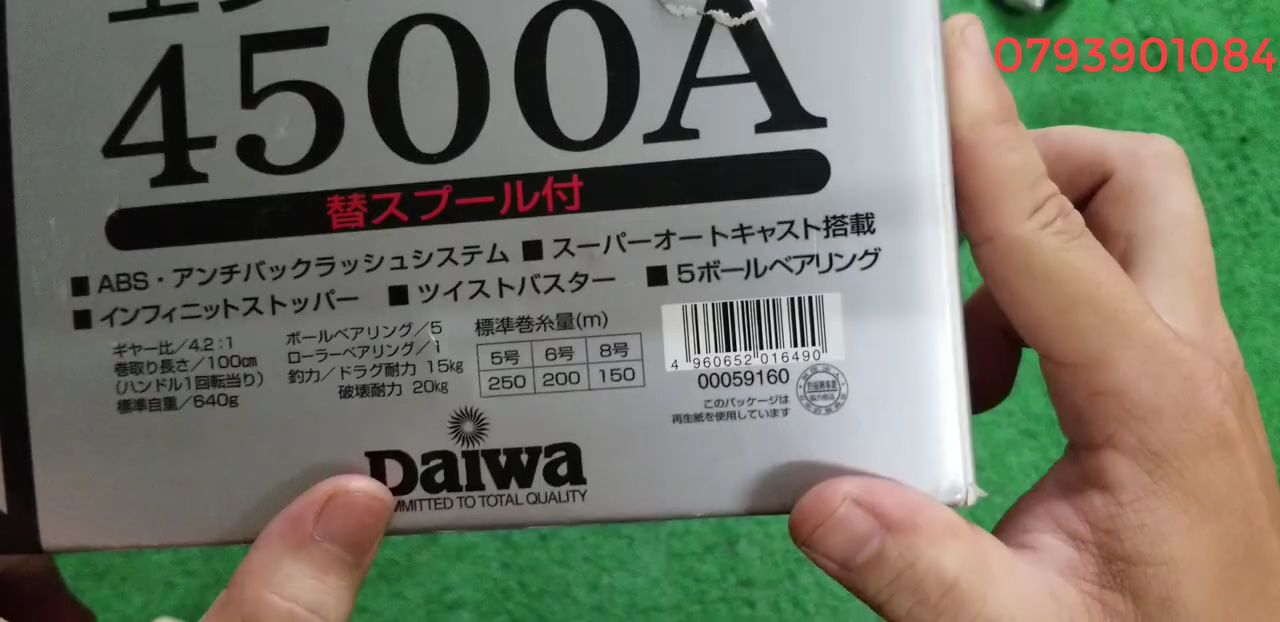 0793901084
4500A
替スプール付
■ ABS・アンチバックラッシュシステム ■ スーパーオートキャスト搭載
■ インフィニットストッパー ■ ツイストバスター ■ 5ボールベアリング
ギヤー比/4.2:1
巻取り長さ/100cm
(ハンドル1回転当り)
標準自重/640g
ボールベアリング/5
ローラーベアリング/1
釣力/ドラグ耐力 15kg
破壊耐力 20kg
標準巻糸量(m)
5号 6号 8号
250 200 150
4 960652 016490
00059160
このパッケージは
再生紙を使用しています
Daiwa
MMITTED TO TOTAL QUALITY